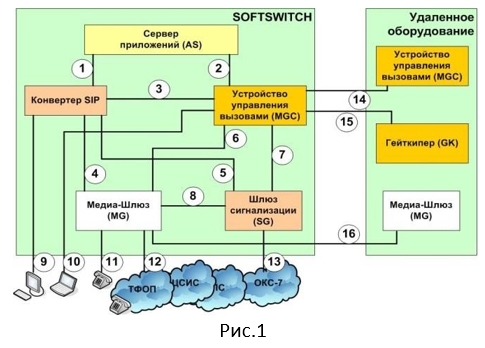 SOFTSWITCH
Удаленное
оборудование
Сервер
приложений (AS)
1
2
Конвертер SIP
3
Устройство
управления
вызовами (MGC)
Устройство
управления
вызовами (MGC)
14
15
6
7
Гейткипер (GK)
4
5
8
Медиа-Шлюз
(MG)
Шлюз
сигнализации
(SG)
Медиа-Шлюз
(MG)
16
9
10
11
12
13
ТФОП
ЦСИС
ПС
ОКС-7
Рис.1